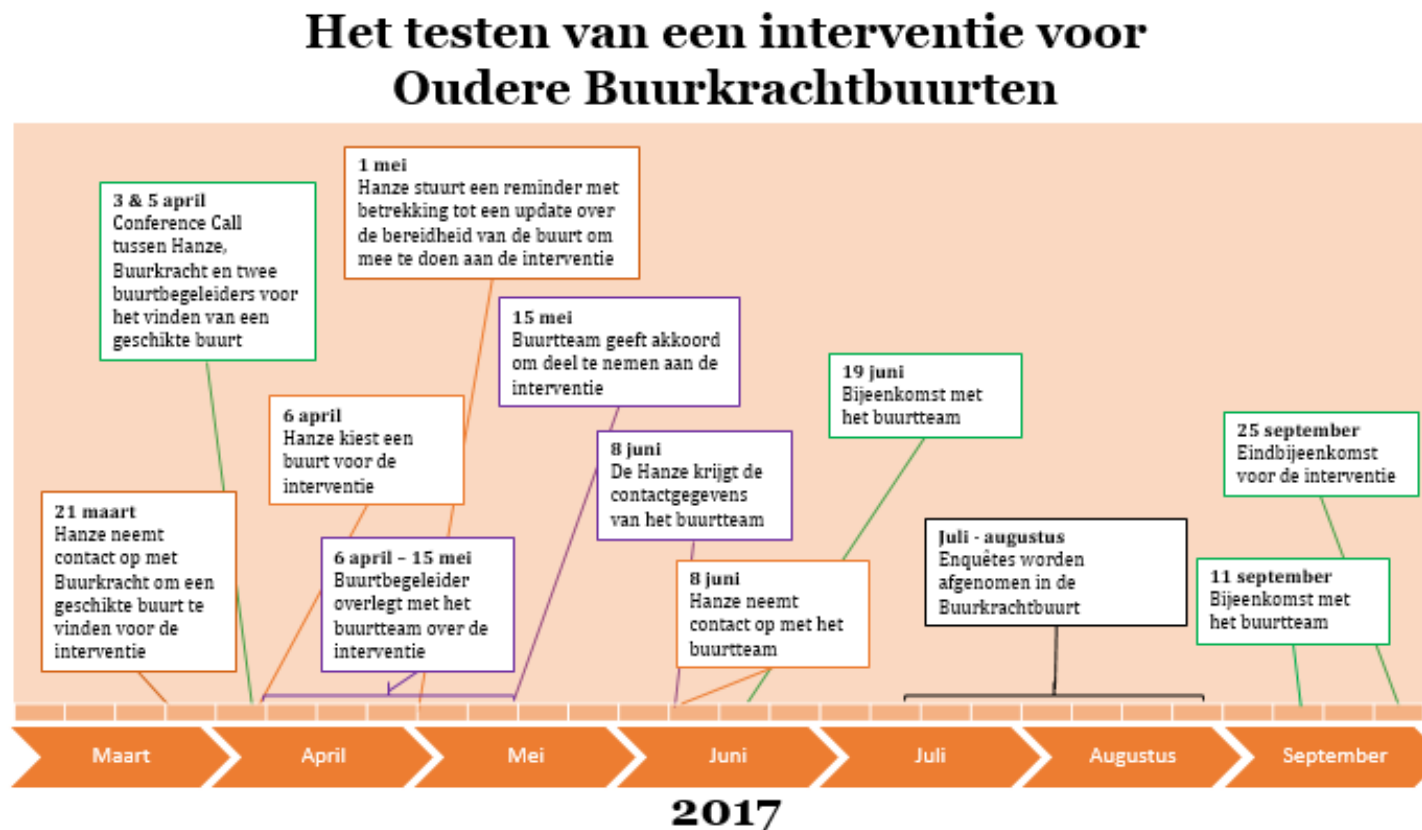 Het testen van een interventie voor
Oudere Buurkrachtbuurten
3 & 5 april
Conference Call
tussen Hanze,
Buurkracht en twee
buurtbegeleiders voor
het vinden van een
geschikte buurt
1 mei
Hanze stuurt een reminder met
betrekking tot een update over
de bereidheid van de buurt om
mee te doen aan de interventie
15 mei
Buurtteam geeft akkoord
om deel te nemen aan de
interventie
19 juni
Bijeenkomst met
het buurtteam
6 april
Hanze kiest een
buurt voor de
interventie
8 juni
De Hanze krijgt de
contactgegevens
van het buurtteam
25 september
Eindbijeenkomst
voor de interventie
21 maart
Hanze neemt
contact op met
Buurkracht om een
geschikte buurt te
vinden voor de
interventie
6 april – 15 mei
Buurtbegeleider
overlegt met het
buurtteam over de
interventie
8 juni
Hanze neemt
contact op met het
buurtteam
Juli - augustus
Enquêtes worden
afgenomen in de
Buurkrachtbuurt
11 september
Bijeenkomst met
het buurtteam
Maart
April
Mei
Juni
Juli
Augustus
September
2017